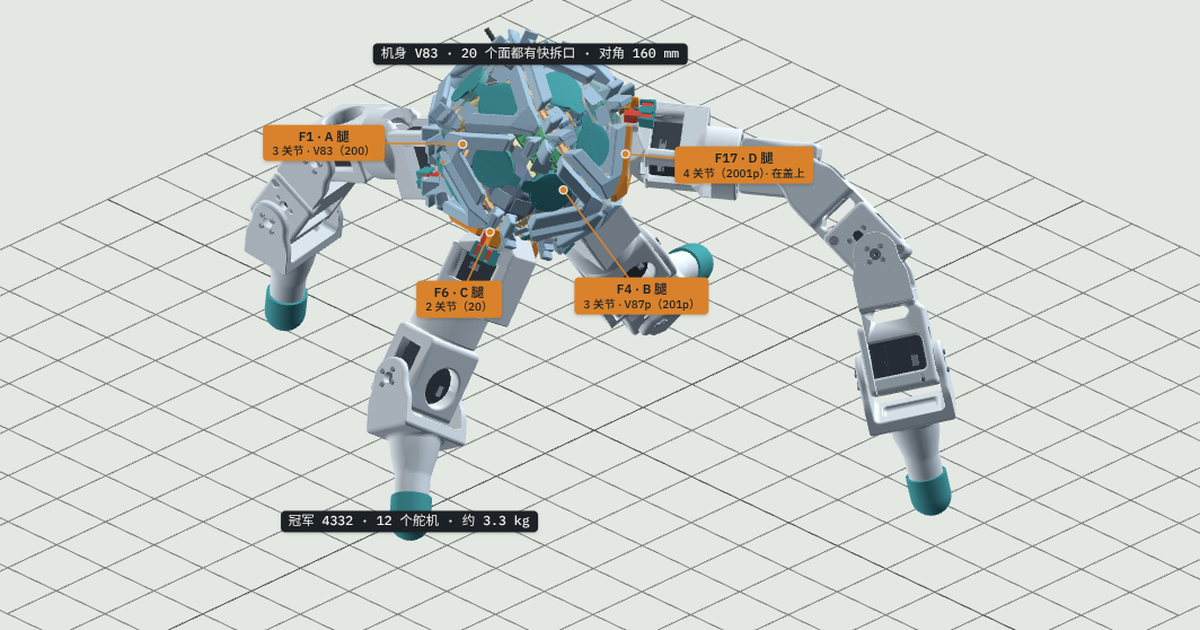 机身 V83 · 20 个面都有快拆口 · 对角 160 mm
F1 · A 腿
3 关节 · V83（200）
F17 · D 腿
4 关节（2001p）· 在盖上
F6 · C 腿
2 关节（20）
F4 · B 腿
3 关节 · V87p（201p）
冠军 4332 · 12 个舵机 · 约 3.3 kg